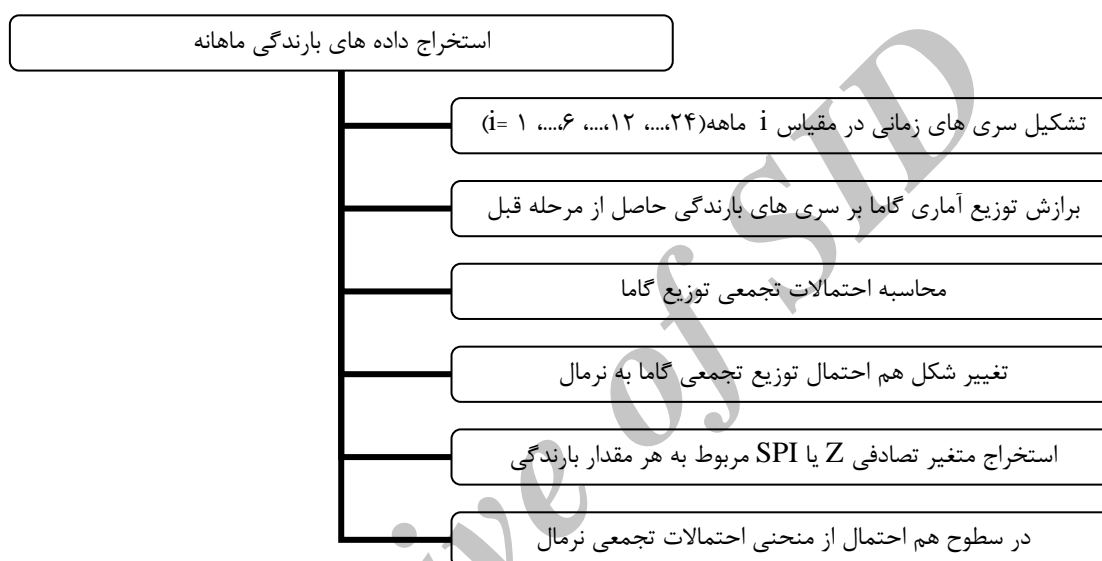 استخراج داده های بارندگی ماهانه
تشکیل سری های زمانی در مقیاس i ماهه(۲۴،...، ۱۲،...، ۶،...، ۱ =i)
برازش توزیع آماری گاما بر سری های بارندگی حاصل از مرحله قبل
محاسبه احتمالات تجمعی توزیع گاما
تغییر شکل هم احتمال توزیع تجمعی گاما به نرمال
استخراج متغیر تصادفی Z یا SPI مربوط به هر مقدار بارندگی
در سطوح هم احتمال از منحنی احتمالات تجمعی نرمال
ive of SID